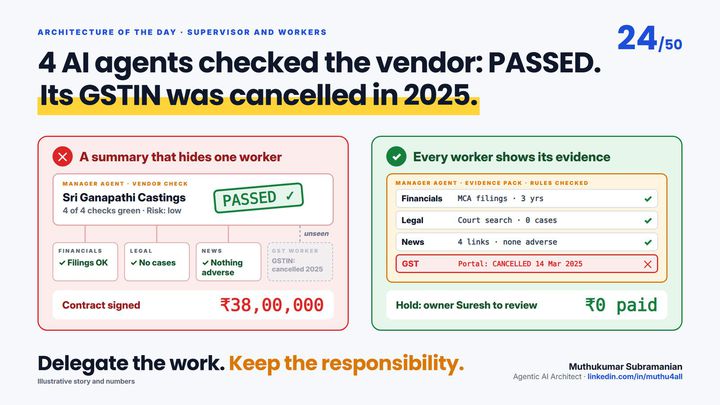 ARCHITECTURE OF THE DAY · SUPERVISOR AND WORKERS
24/50
4 AI agents checked the vendor: PASSED.
Its GSTIN was cancelled in 2025.
A summary that hides one worker
MANAGER AGENT · VENDOR CHECK
Sri Ganapathi Castings
4 of 4 checks green · Risk: low
PASSED ✓
unseen
FINANCIALS
✓ Filings OK
LEGAL
✓ No cases
NEWS
✓ Nothing
adverse
GST WORKER
GSTIN:
cancelled 2025
Contract signed
₹38,00,000
Every worker shows its evidence
MANAGER AGENT · EVIDENCE PACK · RULES CHECKED
Financials MCA filings · 3 yrs ✓
Legal Court search · 0 cases ✓
News 4 links · none adverse ✓
GST Portal: CANCELLED 14 Mar 2025 ✕
Hold: owner Suresh to review
₹0 paid
Delegate the work. Keep the responsibility.
Illustrative story and numbers
Muthukumar Subramanian
Agentic AI Architect · linkedin.com/in/muthu4all